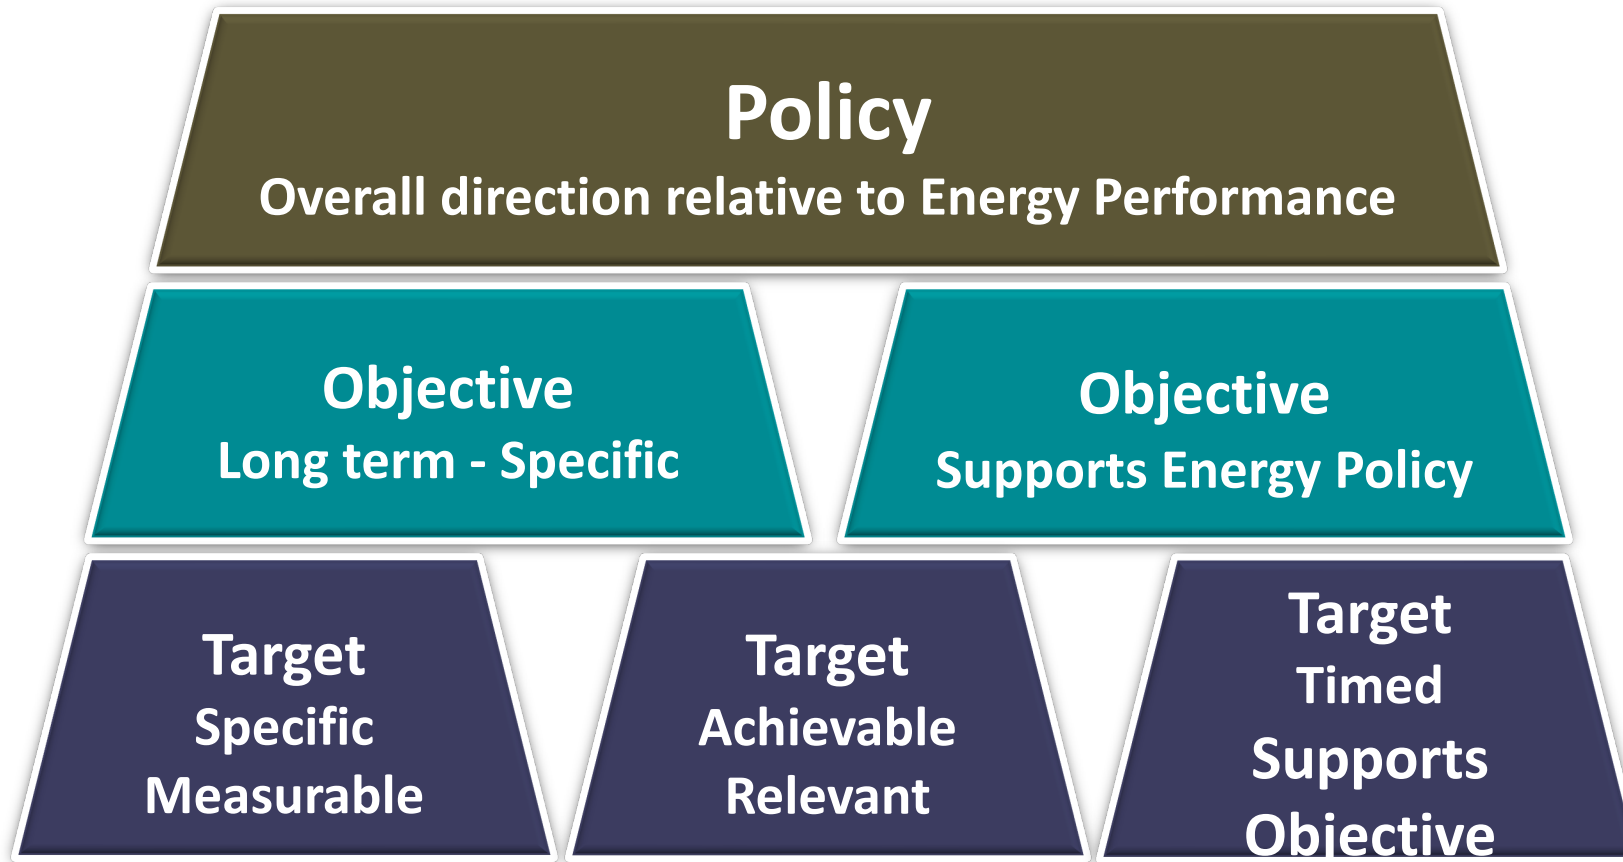 Policy
Overall direction relative to Energy Performance
Objective
Long term - Specific
Objective
Supports Energy Policy
Target
Specific
Measurable
Target
Achievable
Relevant
Target
Timed
Supports
Objective